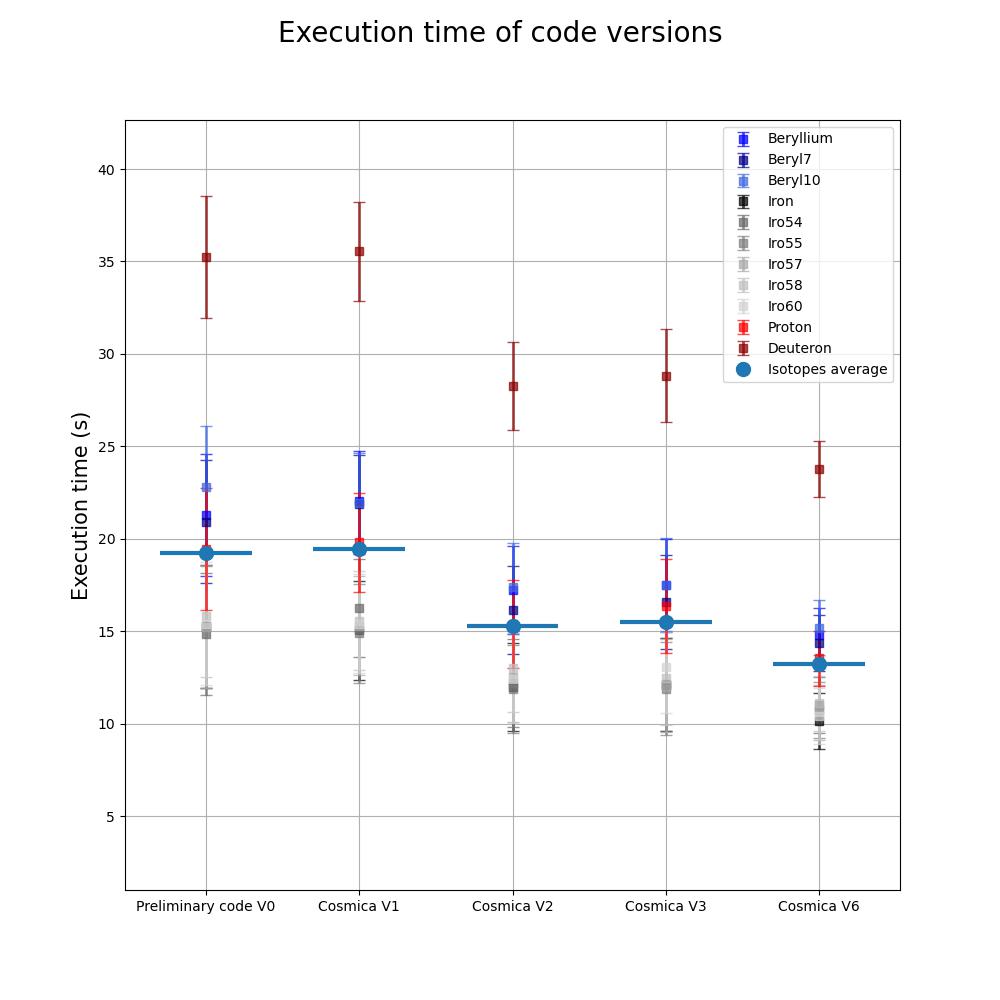 Execution time of code versions
Execution time (s)
40
35
30
25
20
15
10
5
Beryllium
Beryl7
Beryl10
Iron
Iro54
Iro55
Iro57
Iro58
Iro60
Proton
Deuteron
Isotopes average
Preliminary code V0
Cosmica V1
Cosmica V2
Cosmica V3
Cosmica V6